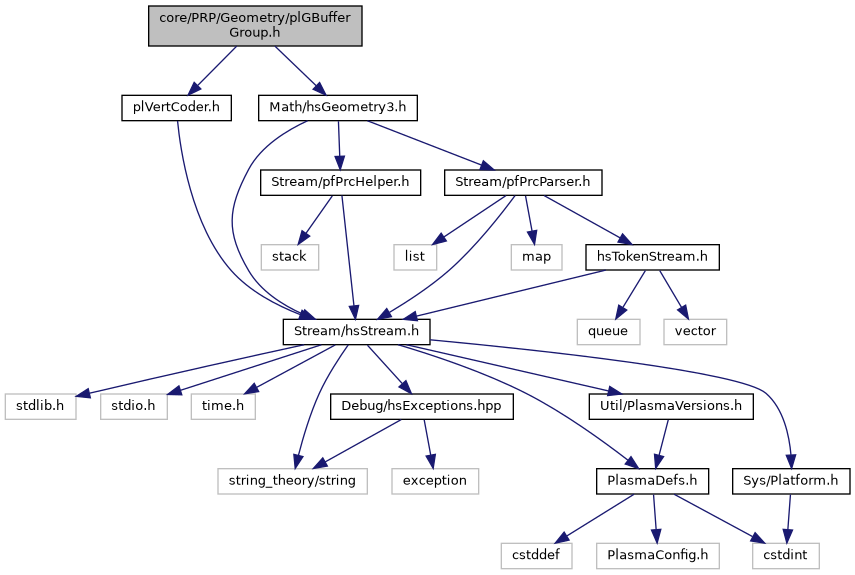 core/PRP/Geometry/plGBuffer
Group.h
plVertCoder.h
Math/hsGeometry3.h
Stream/pfPrcHelper.h
Stream/pfPrcParser.h
stack
list
map
hsTokenStream.h
Stream/hsStream.h
queue
vector
stdlib.h
stdio.h
time.h
Debug/hsExceptions.hpp
Util/PlasmaVersions.h
string_theory/string
exception
PlasmaDefs.h
Sys/Platform.h
cstddef
PlasmaConfig.h
cstdint